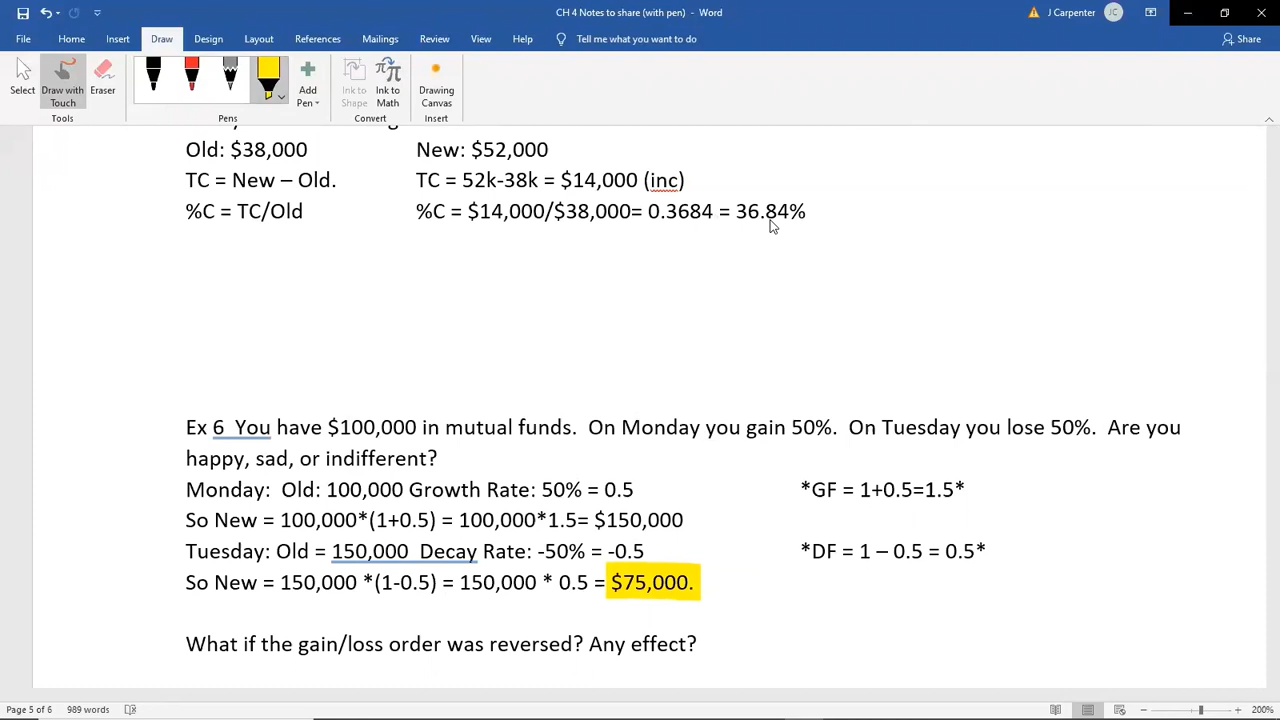 CH 4 Notes to share (with pen) - Word
J Carpenter JC
File Home Insert Draw Design Layout References Mailings Review View Help Tell me what you want to do Share
Select Draw with Touch Eraser Add Pen Ink to Shape Ink to Math Drawing Canvas
Tools Pens Convert Insert
Old: $38,000 New: $52,000
TC = New – Old. TC = 52k-38k = $14,000 (inc)
%C = TC/Old %C = $14,000/$38,000= 0.3684 = 36.84%
Ex 6 You have $100,000 in mutual funds. On Monday you gain 50%. On Tuesday you lose 50%. Are you
happy, sad, or indifferent?
Monday: Old: 100,000 Growth Rate: 50% = 0.5 *GF = 1+0.5=1.5*
So New = 100,000*(1+0.5) = 100,000*1.5= $150,000
Tuesday: Old = 150,000 Decay Rate: -50% = -0.5 *DF = 1 – 0.5 = 0.5*
So New = 150,000 *(1-0.5) = 150,000 * 0.5 = $75,000.
What if the gain/loss order was reversed? Any effect?
Page 5 of 6 989 words 200%